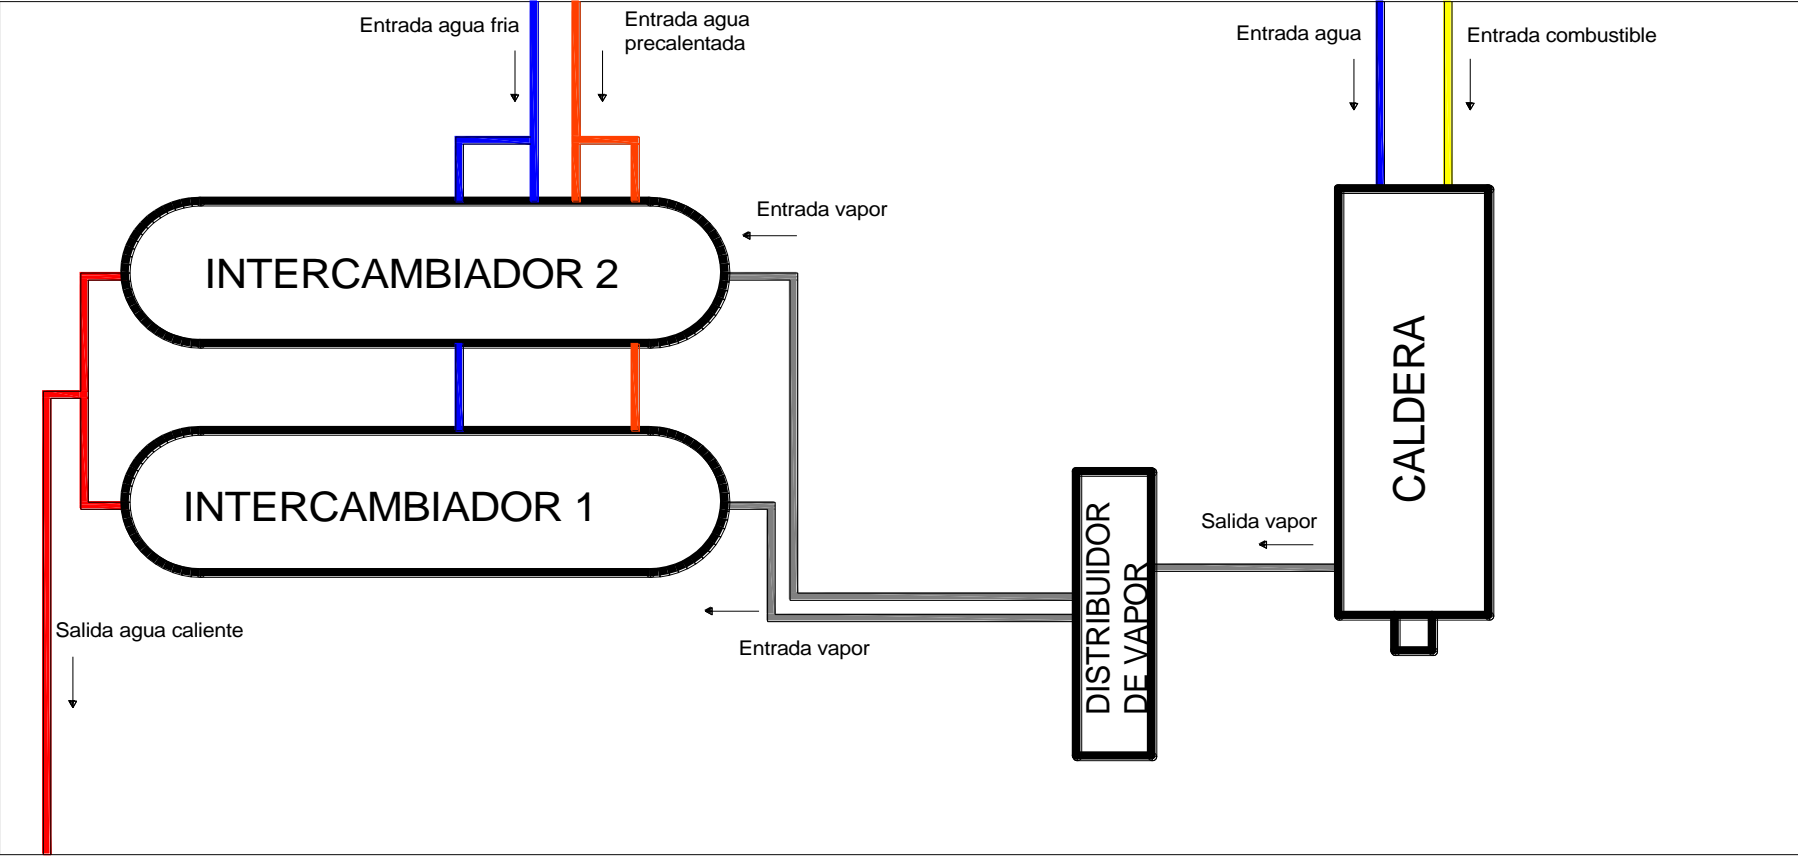 Entrada agua fria
Entrada agua
precalentada
Entrada agua
Entrada combustible
Entrada vapor
INTERCAMBIADOR 2
CALDERA
INTERCAMBIADOR 1
DISTRIBUIDOR
DE VAPOR
Salida vapor
Salida agua caliente
Entrada vapor